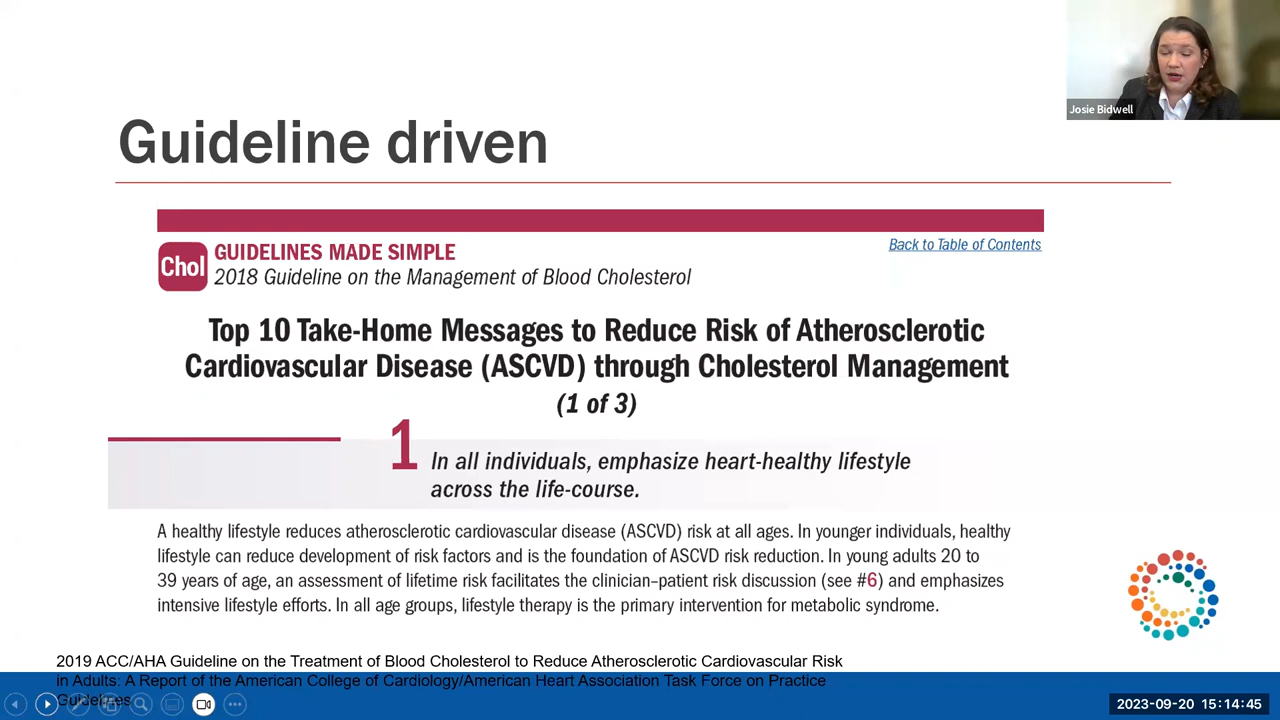 Josie Bidwell
Guideline driven
Chol
GUIDELINES MADE SIMPLE
2018 Guideline on the Management of Blood Cholesterol
Back to Table of Contents
Top 10 Take-Home Messages to Reduce Risk of Atherosclerotic
Cardiovascular Disease (ASCVD) through Cholesterol Management
(1 of 3)
1
In all individuals, emphasize heart-healthy lifestyle
across the life-course.
A healthy lifestyle reduces atherosclerotic cardiovascular disease (ASCVD) risk at all ages. In younger individuals, healthy
lifestyle can reduce development of risk factors and is the foundation of ASCVD risk reduction. In young adults 20 to
39 years of age, an assessment of lifetime risk facilitates the clinician–patient risk discussion (see #6) and emphasizes
intensive lifestyle efforts. In all age groups, lifestyle therapy is the primary intervention for metabolic syndrome.
2019 ACC/AHA Guideline on the Treatment of Blood Cholesterol to Reduce Atherosclerotic Cardiovascular Risk
in Adults: A Report of the American College of Cardiology/American Heart Association Task Force on Practice
Guidelines
2023-09-20 15:14:45